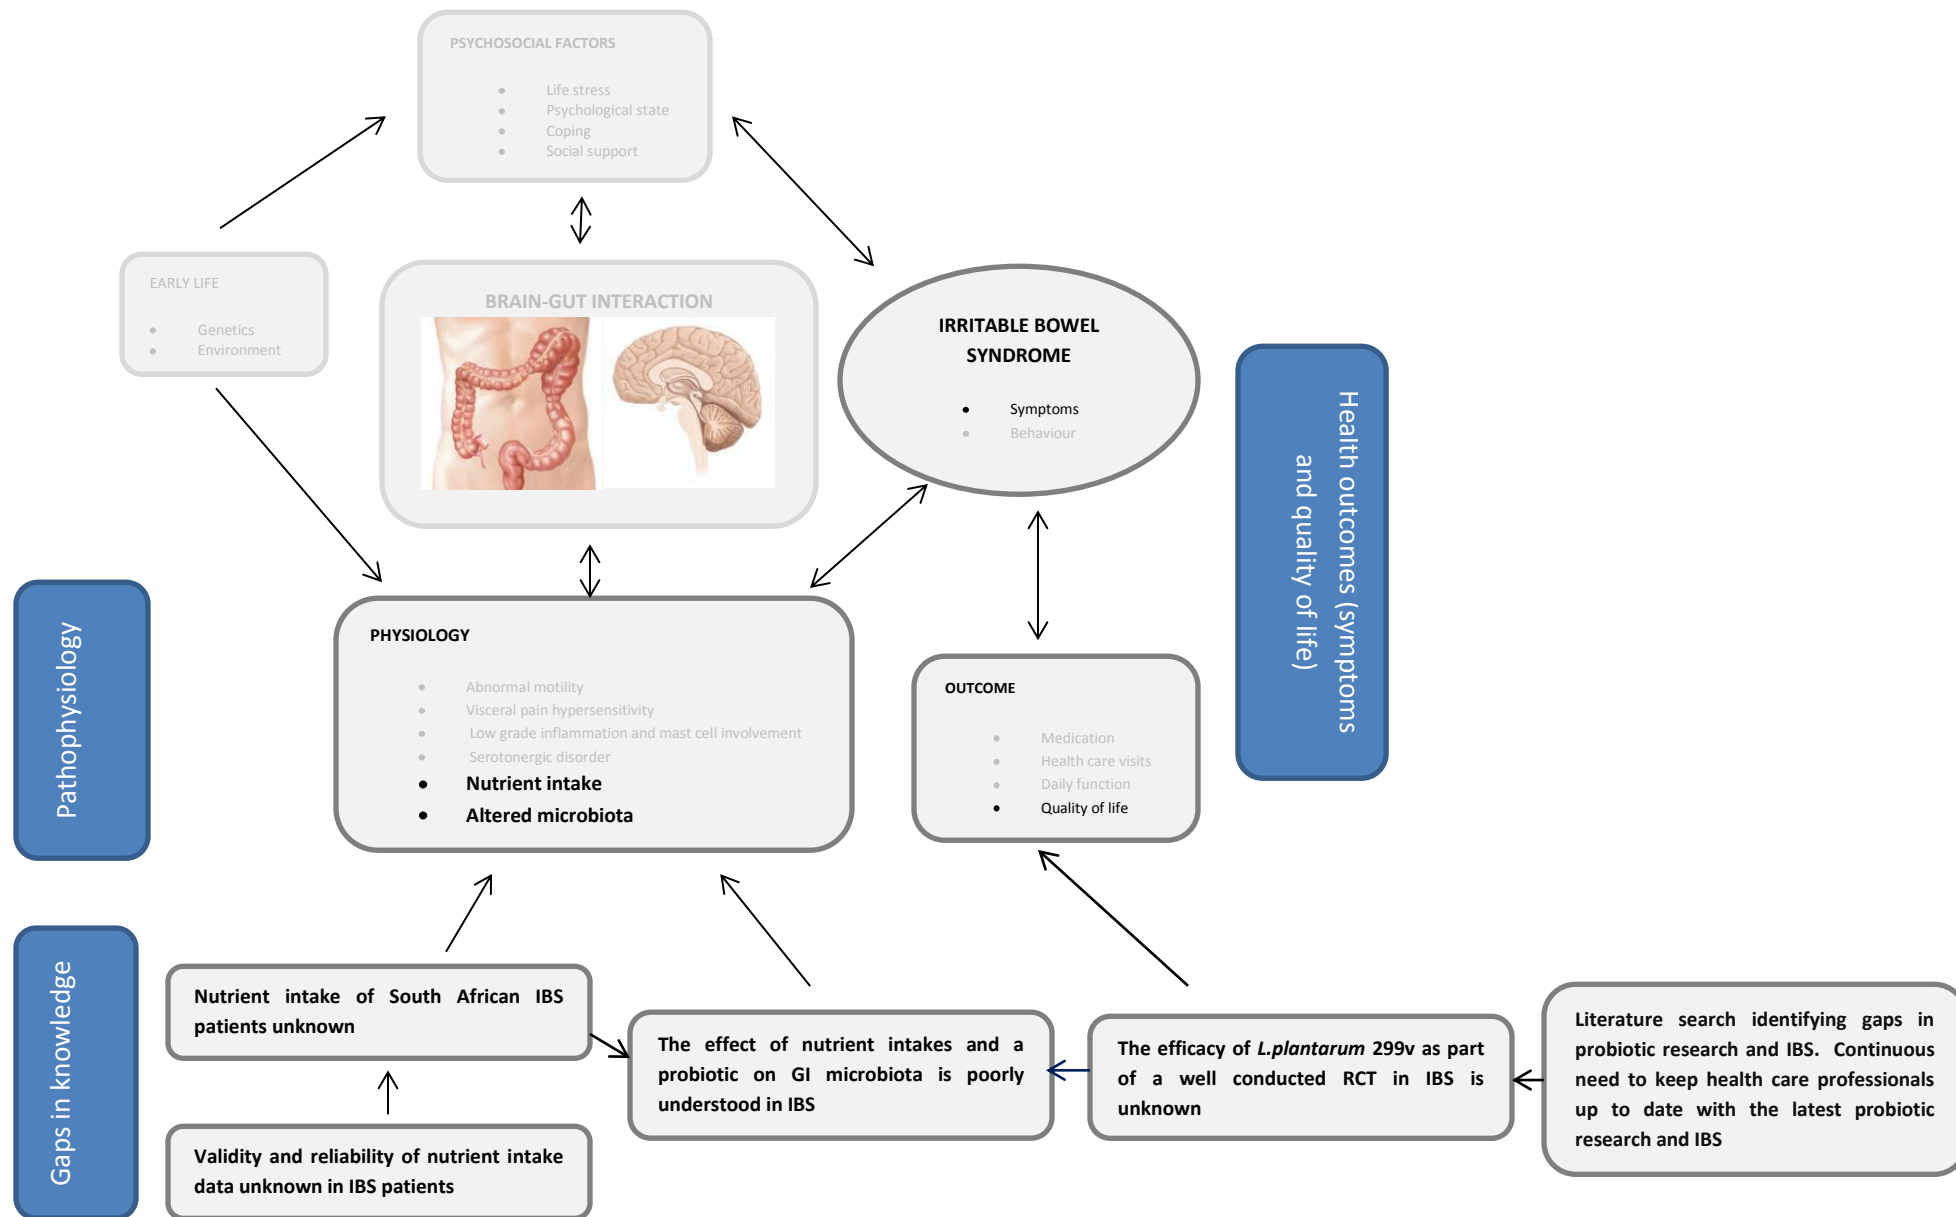 PSYCHOSOCIAL FACTORS
• Life stress
• Psychological state
• Coping
• Social support
EARLY LIFE
• Genetics
• Environment
BRAIN-GUT INTERACTION
IRRITABLE BOWEL
SYNDROME
• Symptoms
• Behaviour
Health outcomes (symptoms
and quality of life)
Pathophysiology
PHYSIOLOGY
• Abnormal motility
• Visceral pain hypersensitivity
• Low grade inflammation and mast cell involvement
• Serotonergic disorder
• Nutrient intake
• Altered microbiota
OUTCOME
• Medication
• Health care visits
• Daily function
• Quality of life
Gaps in knowledge
Nutrient intake of South African IBS
patients unknown
Validity and reliability of nutrient intake
data unknown in IBS patients
The effect of nutrient intakes and a
probiotic on GI microbiota is poorly
understood in IBS
The efficacy of L.plantarum 299v as part
of a well conducted RCT in IBS is
unknown
Literature search identifying gaps in
probiotic research and IBS. Continuous
need to keep health care professionals
up to date with the latest probiotic
research and IBS